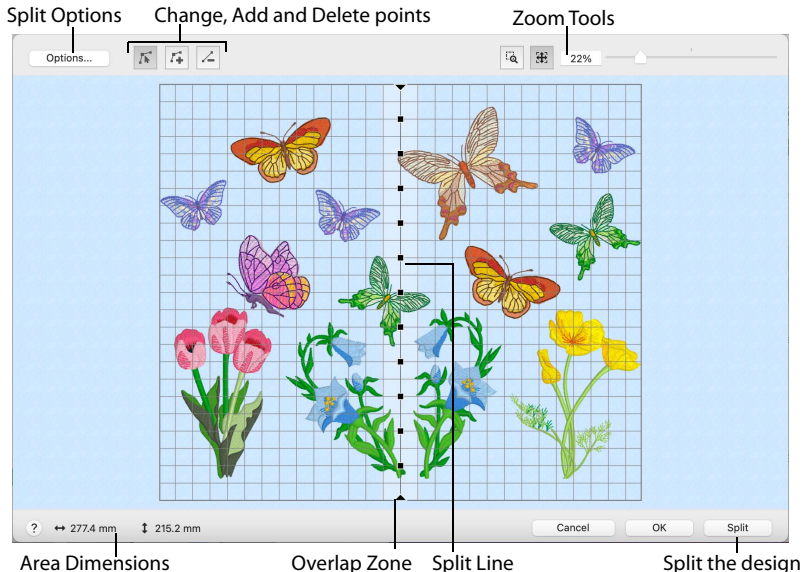 Split Options
Change, Add and Delete points
Zoom Tools
Options...
22%
?
277.4 mm
215.2 mm
Cancel
OK
Split
Area Dimensions
Overlap Zone
Split Line
Split the design